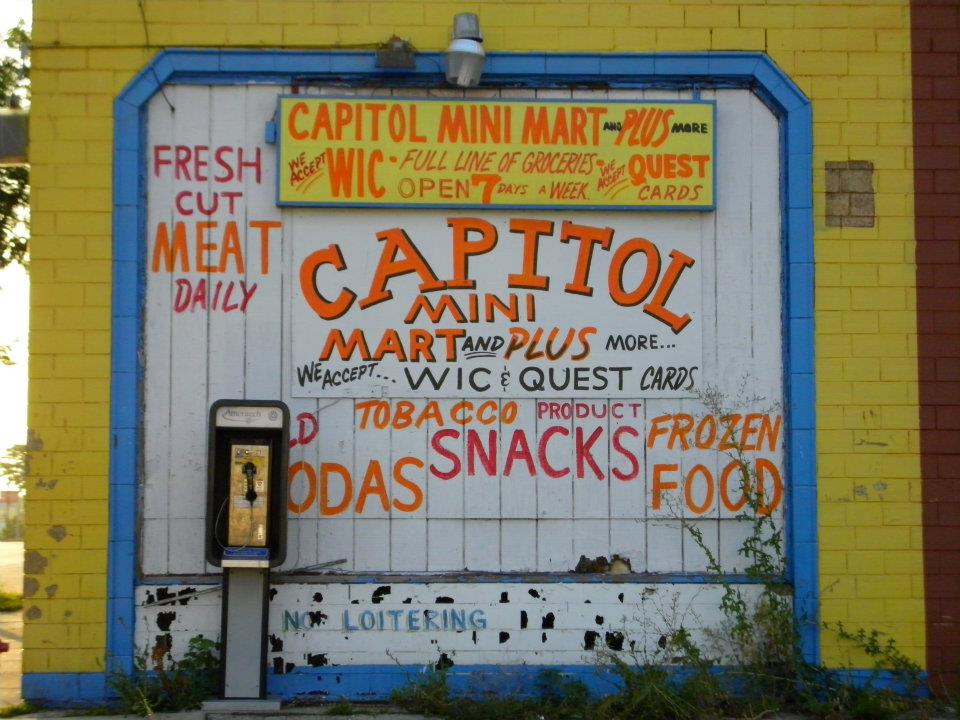 CAPITOL MINI MART AND PLUS MORE
WE ACCEPT WIC - FULL LINE OF GROCERIES - WE ACCEPT QUEST CARDS
OPEN 7 DAYS A WEEK.
FRESH
CUT
MEAT
DAILY
CAPITOL
MINI
MART AND PLUS MORE...
WE ACCEPT... WIC & QUEST CARDS
Ameritech
LD
TOBACCO PRODUCT
ODAS SNACKS
FROZEN
FOOD
NO LOITERING